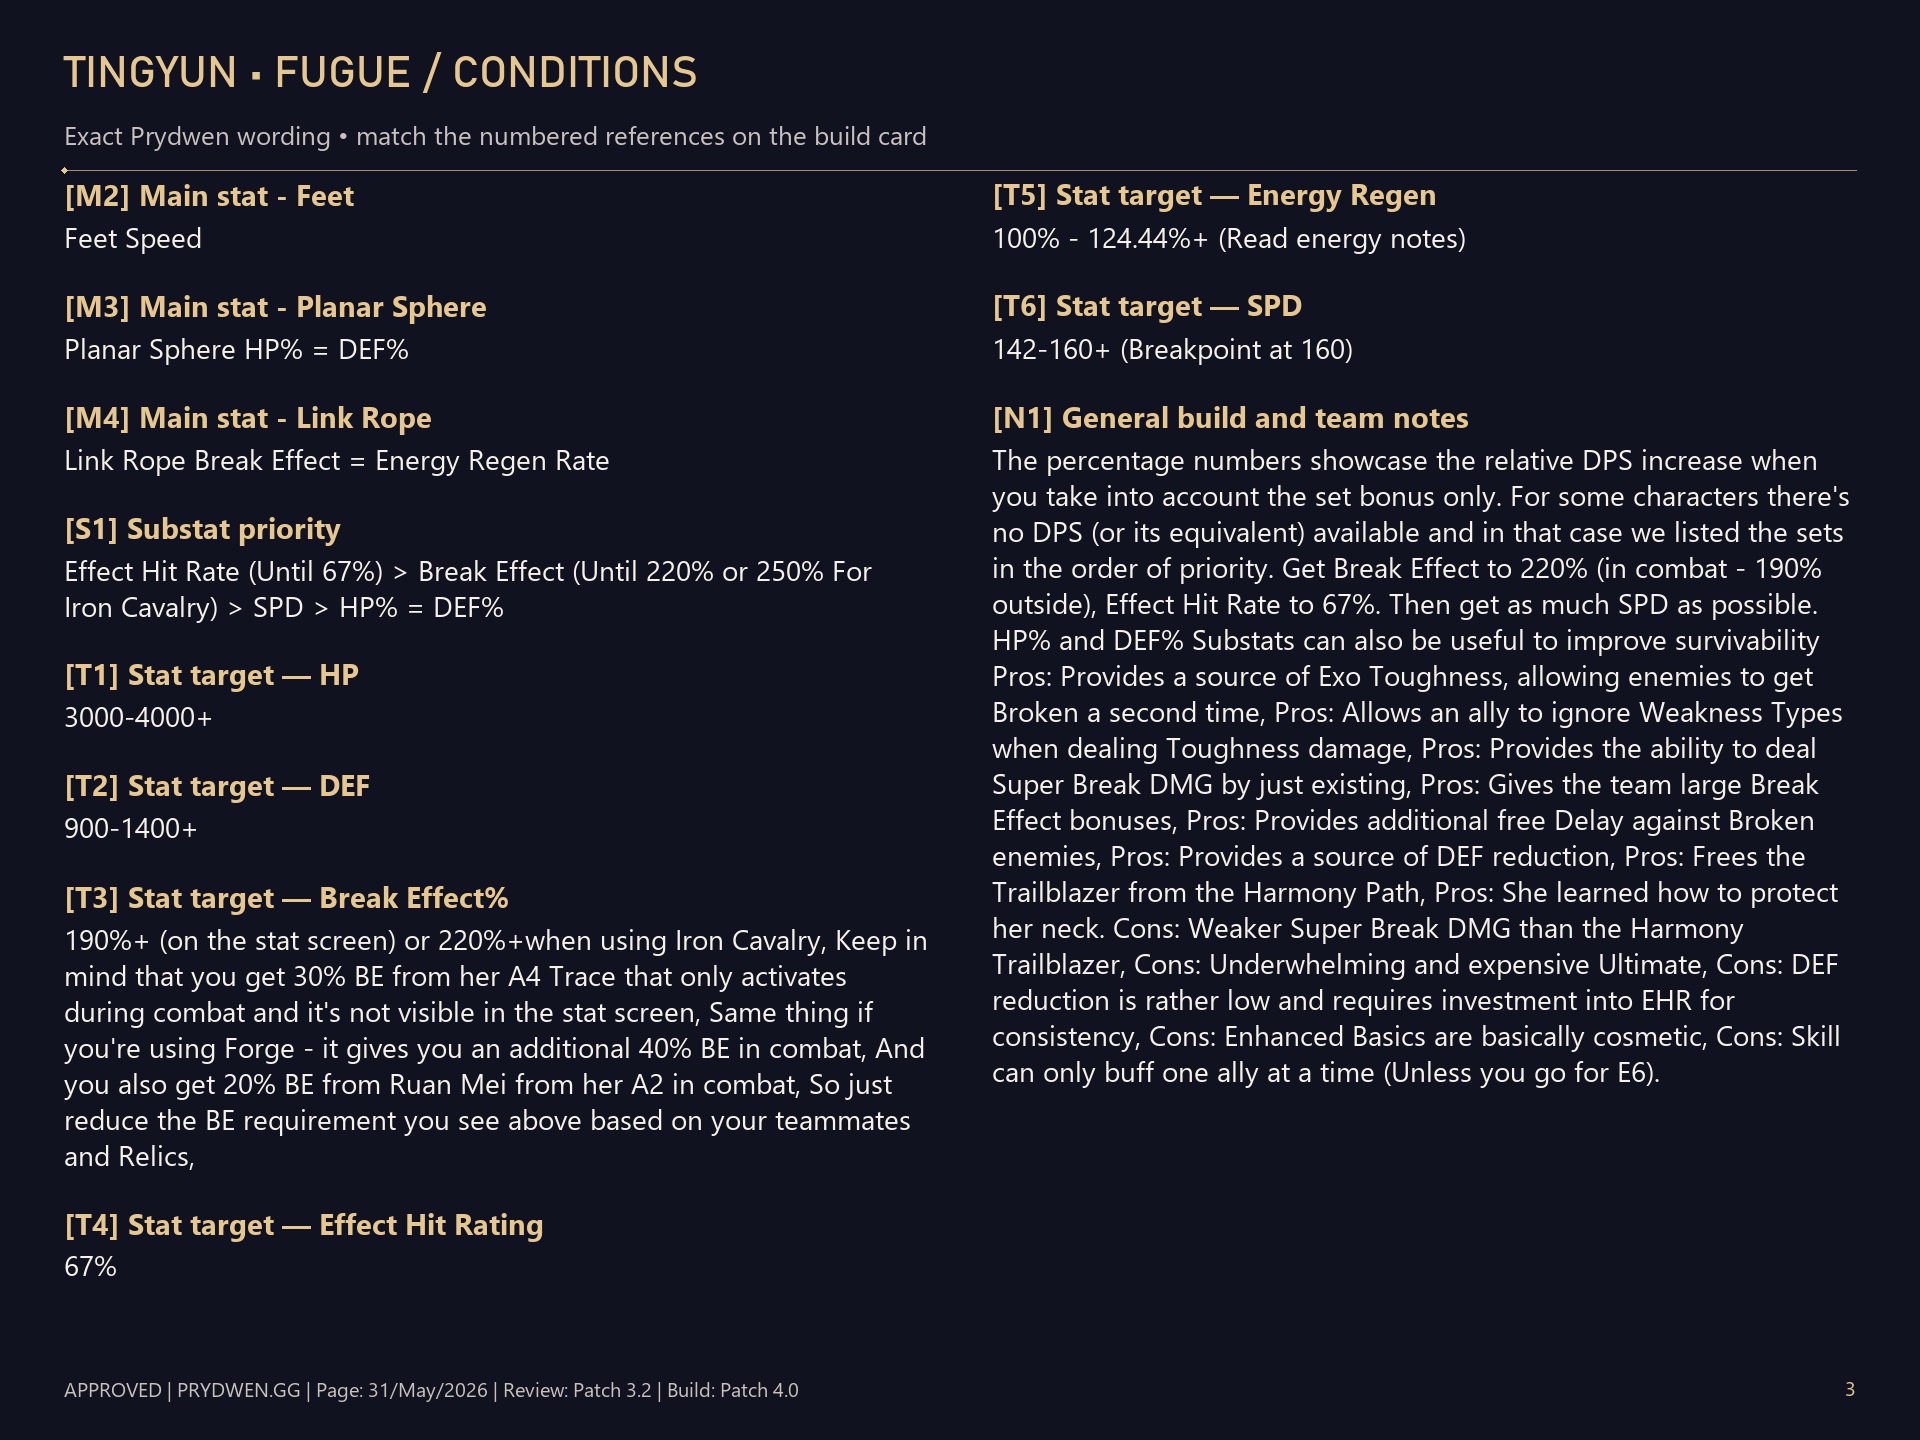 TINGYUN • FUGUE / CONDITIONS
Exact Prydwen wording • match the numbered references on the build card
[M2] Main stat - Feet
Feet Speed
[M3] Main stat - Planar Sphere
Planar Sphere HP% = DEF%
[M4] Main stat - Link Rope
Link Rope Break Effect = Energy Regen Rate
[S1] Substat priority
Effect Hit Rate (Until 67%) > Break Effect (Until 220% or 250% For
Iron Cavalry) > SPD > HP% = DEF%
[T1] Stat target — HP
3000-4000+
[T2] Stat target — DEF
900-1400+
[T3] Stat target — Break Effect%
190%+ (on the stat screen) or 220%+when using Iron Cavalry, Keep in
mind that you get 30% BE from her A4 Trace that only activates
during combat and it's not visible in the stat screen, Same thing if
you're using Forge - it gives you an additional 40% BE in combat, And
you also get 20% BE from Ruan Mei from her A2 in combat, So just
reduce the BE requirement you see above based on your teammates
and Relics,
[T4] Stat target — Effect Hit Rating
67%
[T5] Stat target — Energy Regen
100% - 124.44%+ (Read energy notes)
[T6] Stat target — SPD
142-160+ (Breakpoint at 160)
[N1] General build and team notes
The percentage numbers showcase the relative DPS increase when
you take into account the set bonus only. For some characters there's
no DPS (or its equivalent) available and in that case we listed the sets
in the order of priority. Get Break Effect to 220% (in combat - 190%
outside), Effect Hit Rate to 67%. Then get as much SPD as possible.
HP% and DEF% Substats can also be useful to improve survivability
Pros: Provides a source of Exo Toughness, allowing enemies to get
Broken a second time, Pros: Allows an ally to ignore Weakness Types
when dealing Toughness damage, Pros: Provides the ability to deal
Super Break DMG by just existing, Pros: Gives the team large Break
Effect bonuses, Pros: Provides additional free Delay against Broken
enemies, Pros: Provides a source of DEF reduction, Pros: Frees the
Trailblazer from the Harmony Path, Pros: She learned how to protect
her neck. Cons: Weaker Super Break DMG than the Harmony
Trailblazer, Cons: Underwhelming and expensive Ultimate, Cons: DEF
reduction is rather low and requires investment into EHR for
consistency, Cons: Enhanced Basics are basically cosmetic, Cons: Skill
can only buff one ally at a time (Unless you go for E6).
APPROVED | PRYDWEN.GG | Page: 31/May/2026 | Review: Patch 3.2 | Build: Patch 4.0
3